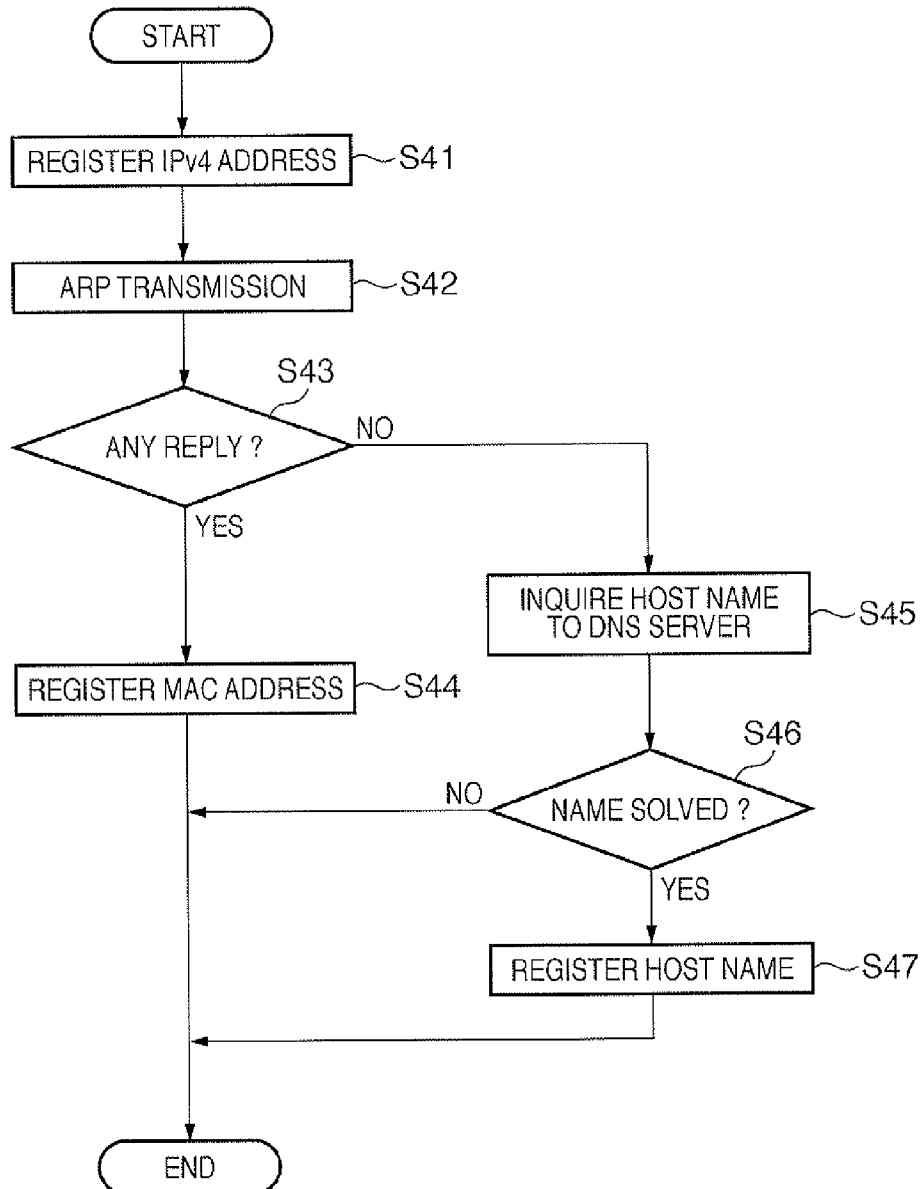 START
REGISTER IPv4 ADDRESS
S41
ARP TRANSMISSION
S42
S43
ANY REPLY ?
NO
YES
INQUIRE HOST NAME
TO DNS SERVER
S45
REGISTER MAC ADDRESS
S44
S46
NO
NAME SOLVED ?
YES
REGISTER HOST NAME
S47
END